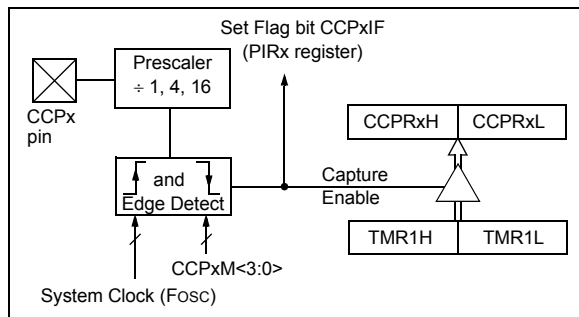 Set Flag bit CCPxIF
(PIRx register)
Prescaler
÷ 1, 4, 16
CCPx
pin
CCPRxH
CCPRxL
and
Edge Detect
Capture
Enable
TMR1H
TMR1L
CCPxM<3:0>
System Clock (FOSC)